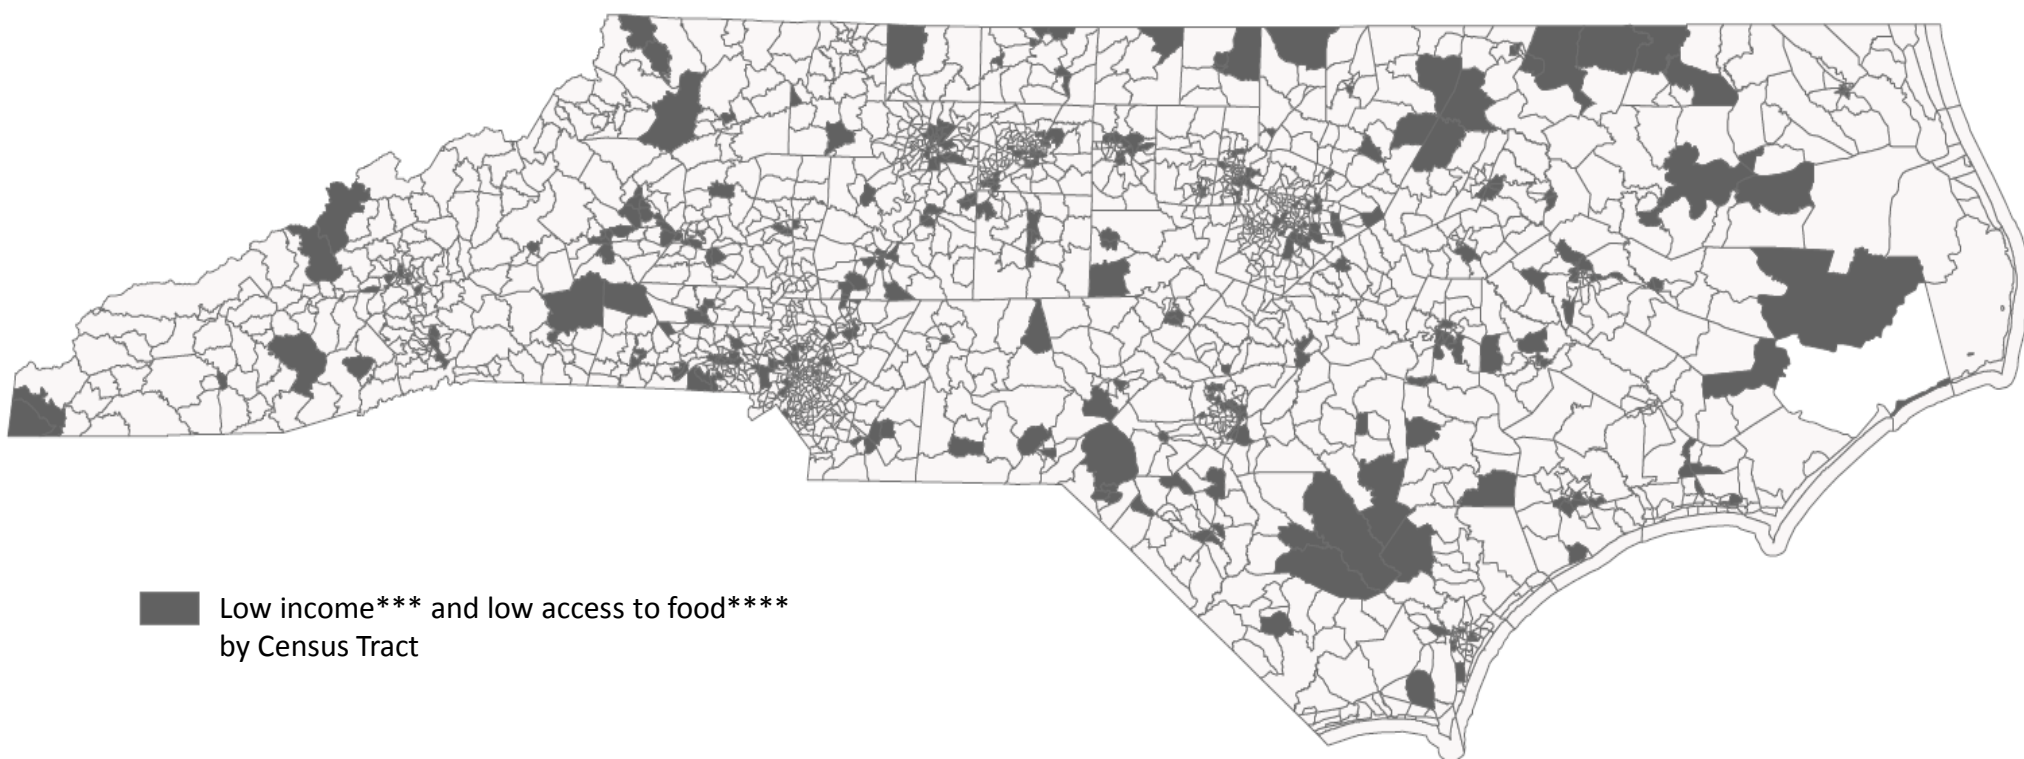 Low income*** and low access to food****
by Census Tract